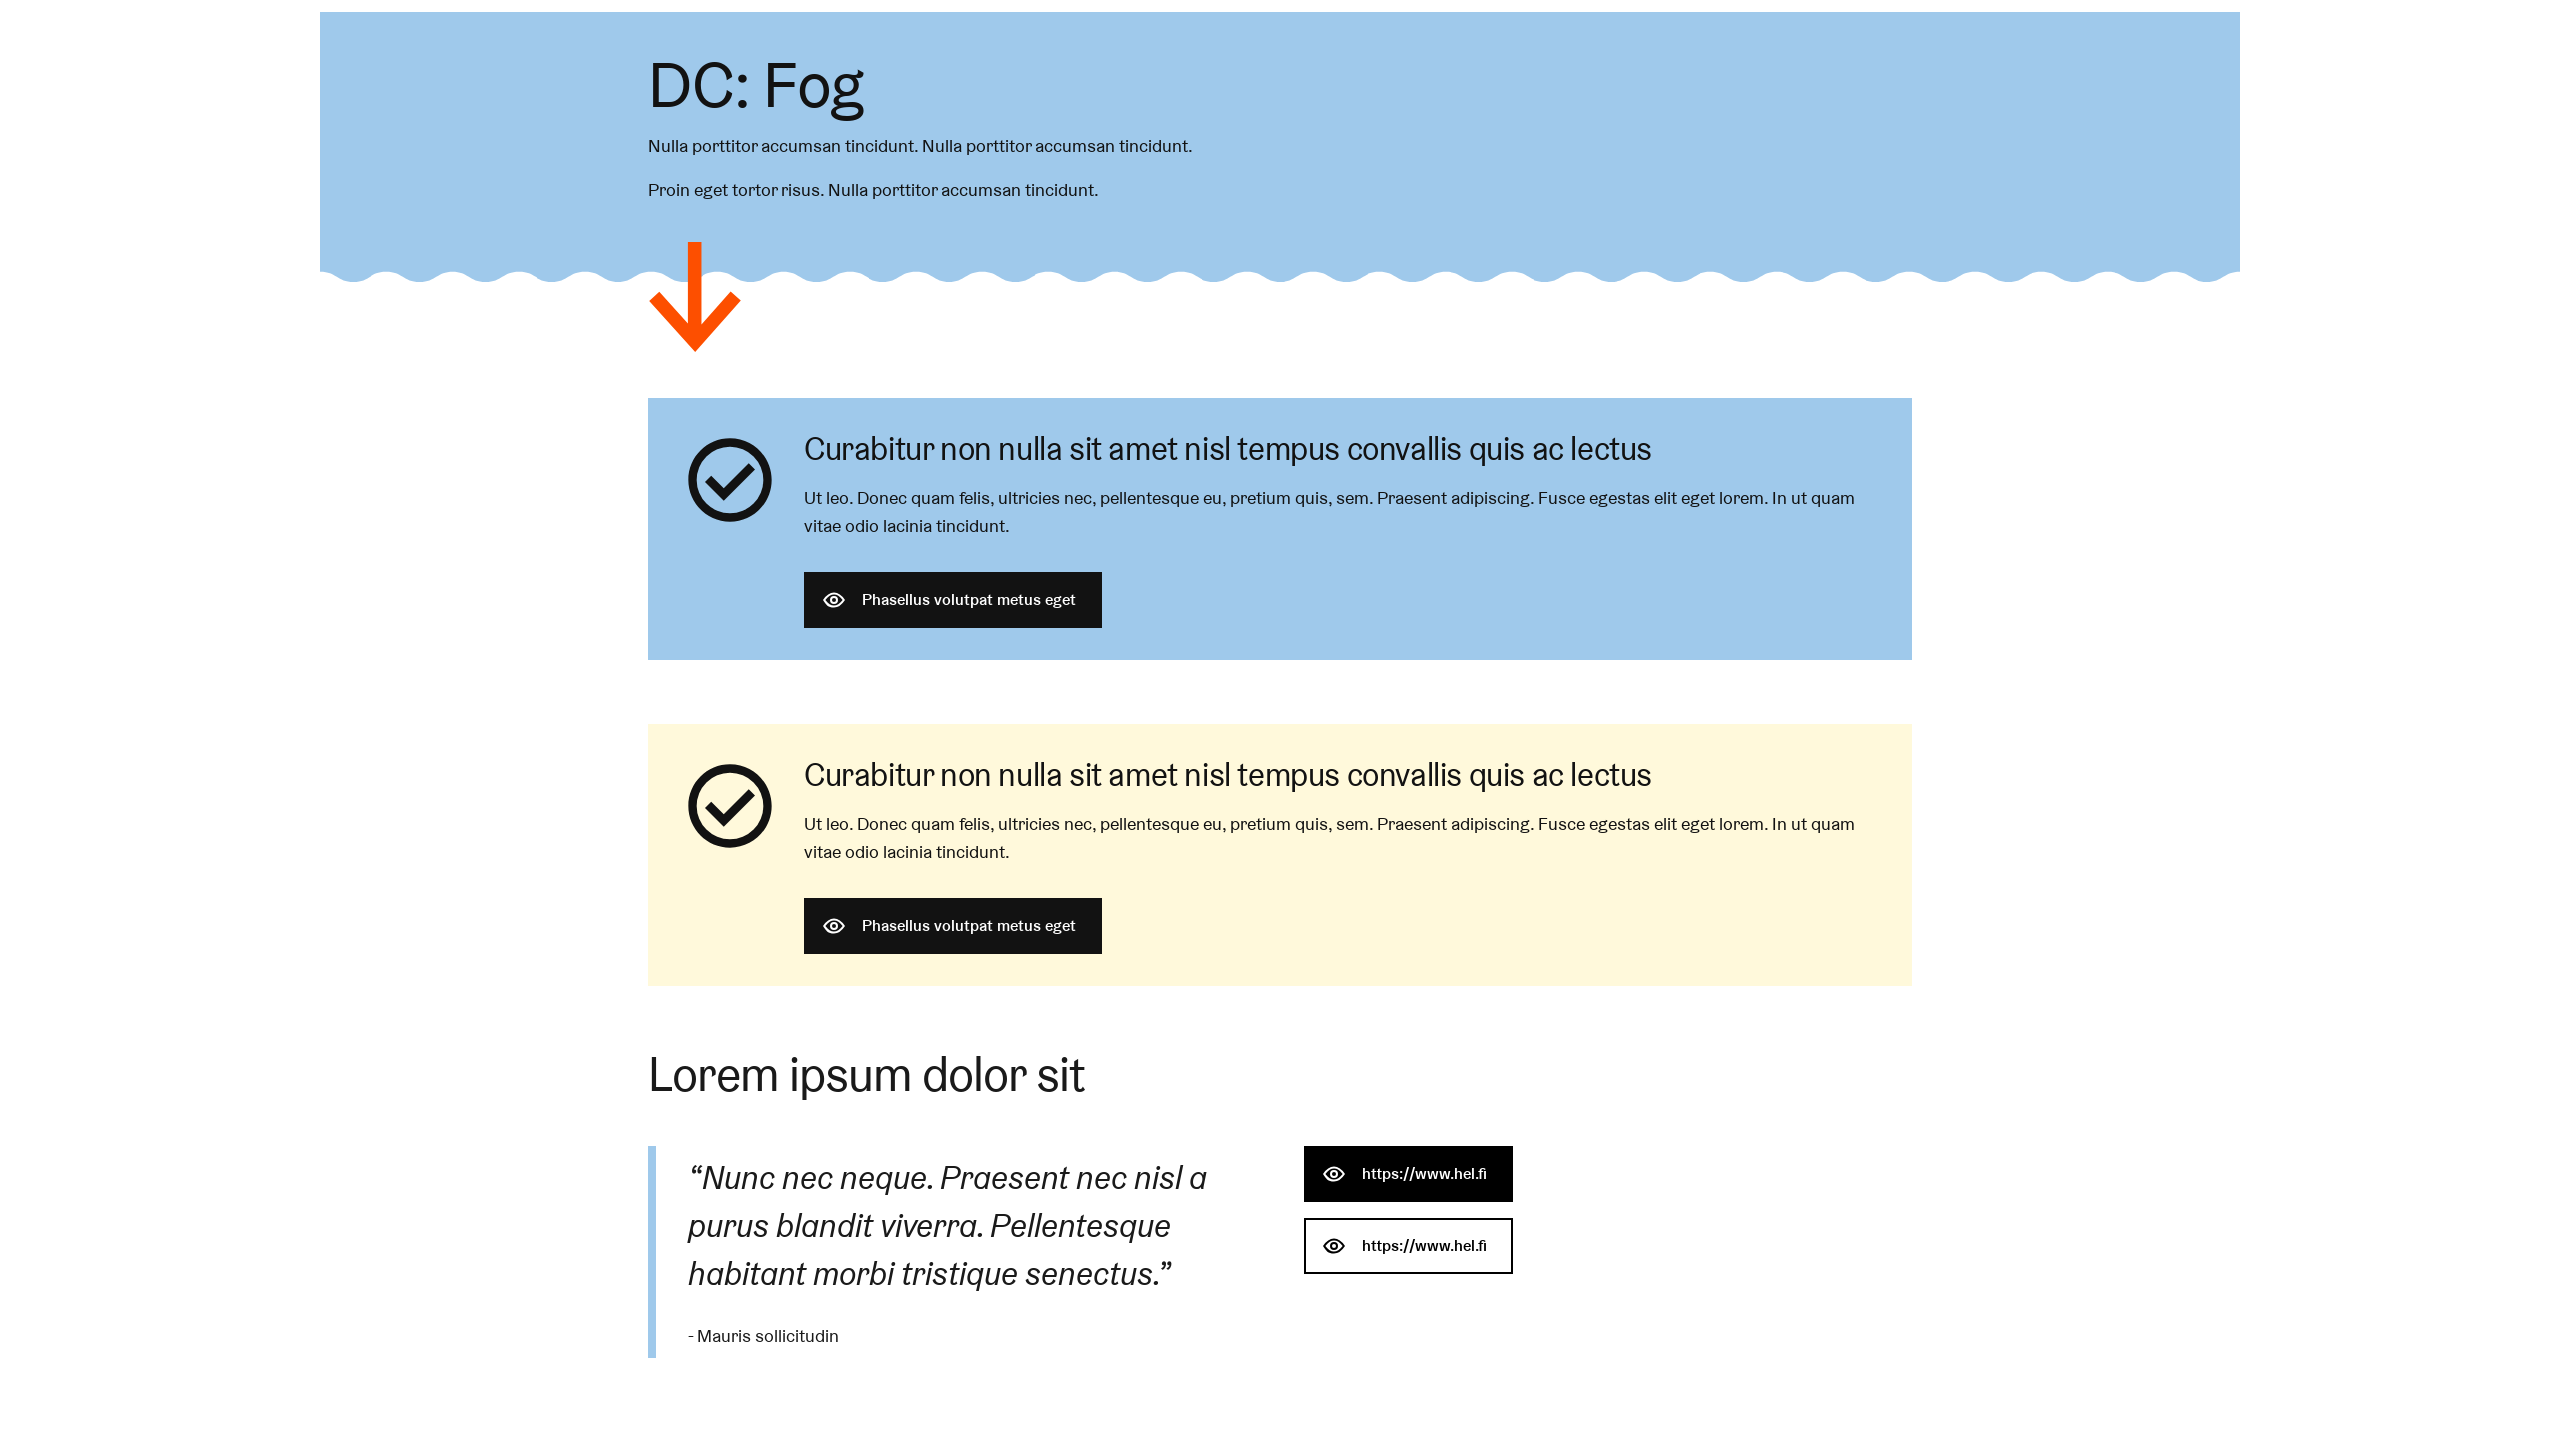 DC: Fog
Nulla porttitor accumsan tincidunt. Nulla porttitor accumsan tincidunt.
Proin eget tortor risus. Nulla porttitor accumsan tincidunt.
Curabitur non nulla sit amet nisl tempus convallis quis ac lectus
Ut leo. Donec quam felis, ultricies nec, pellentesque eu, pretium quis, sem. Praesent adipiscing. Fusce egestas elit eget lorem. In ut quam
vitae odio lacinia tincidunt.
Phasellus volutpat metus eget
Curabitur non nulla sit amet nisl tempus convallis quis ac lectus
Ut leo. Donec quam felis, ultricies nec, pellentesque eu, pretium quis, sem. Praesent adipiscing. Fusce egestas elit eget lorem. In ut quam
vitae odio lacinia tincidunt.
Phasellus volutpat metus eget
Lorem ipsum dolor sit
“Nunc nec neque. Praesent nec nisl a
purus blandit viverra. Pellentesque
habitant morbi tristique senectus.”
- Mauris sollicitudin
https://www.hel.fi
https://www.hel.fi